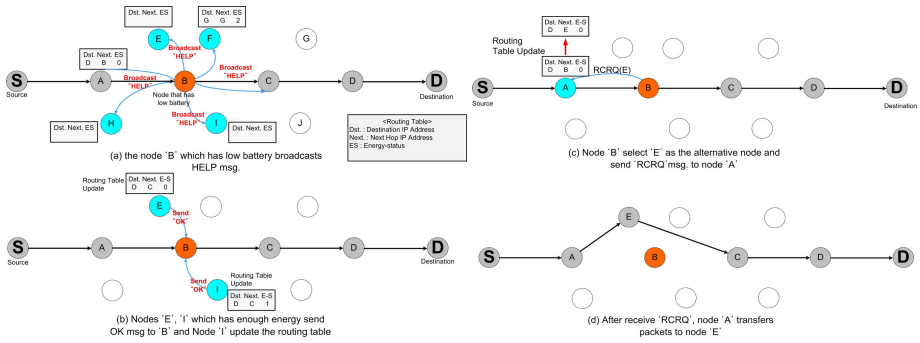 Dst. Next. ES
Dst. Next. ES
G G 2
E
F
G
Dst. Next. ES
D B 0
Broadcast
"HELP"
Broadcast
"HELP"
Broadcast
"HELP"
S
A
B
C
D
D
Source
Node that has
low battery
Destination
Broadcast
"HELP"
Dst. Next. ES
H
I
Dst. Next. ES
J
<Routing Table>
Dst. : Destination IP Address
Next. : Next Hop IP Address
ES : Energy-status
(a) the node ‘B’ which has low battery broadcasts
HELP msg.
Routing Table
Update
Dst. Next. E-S
D C 0
E
Send
"OK"
S
A
B
C
D
D
Source
Destination
Send
"OK"
Routing Table
Update
I
Dst. Next. E-S
D C 1
(b) Nodes ‘E’, ‘I’ which has enough energy send
OK msg to ‘B’ and Node ‘I’ update the routing table
Dst. Next. E-S
D E 0
Routing
Table Update
Dst. Next. E-S
D B 0
RCRQ(E)
S
A
B
C
D
D
Source
Destination
(c) Node ‘B’ select ‘E’ as the alternative node and
send ‘RCRQ’msg. to node ‘A’
E
S
A
B
C
D
D
Source
Destination
(d) After receive ‘RCRQ’, node ‘A’ transfers
packets to node ‘E’